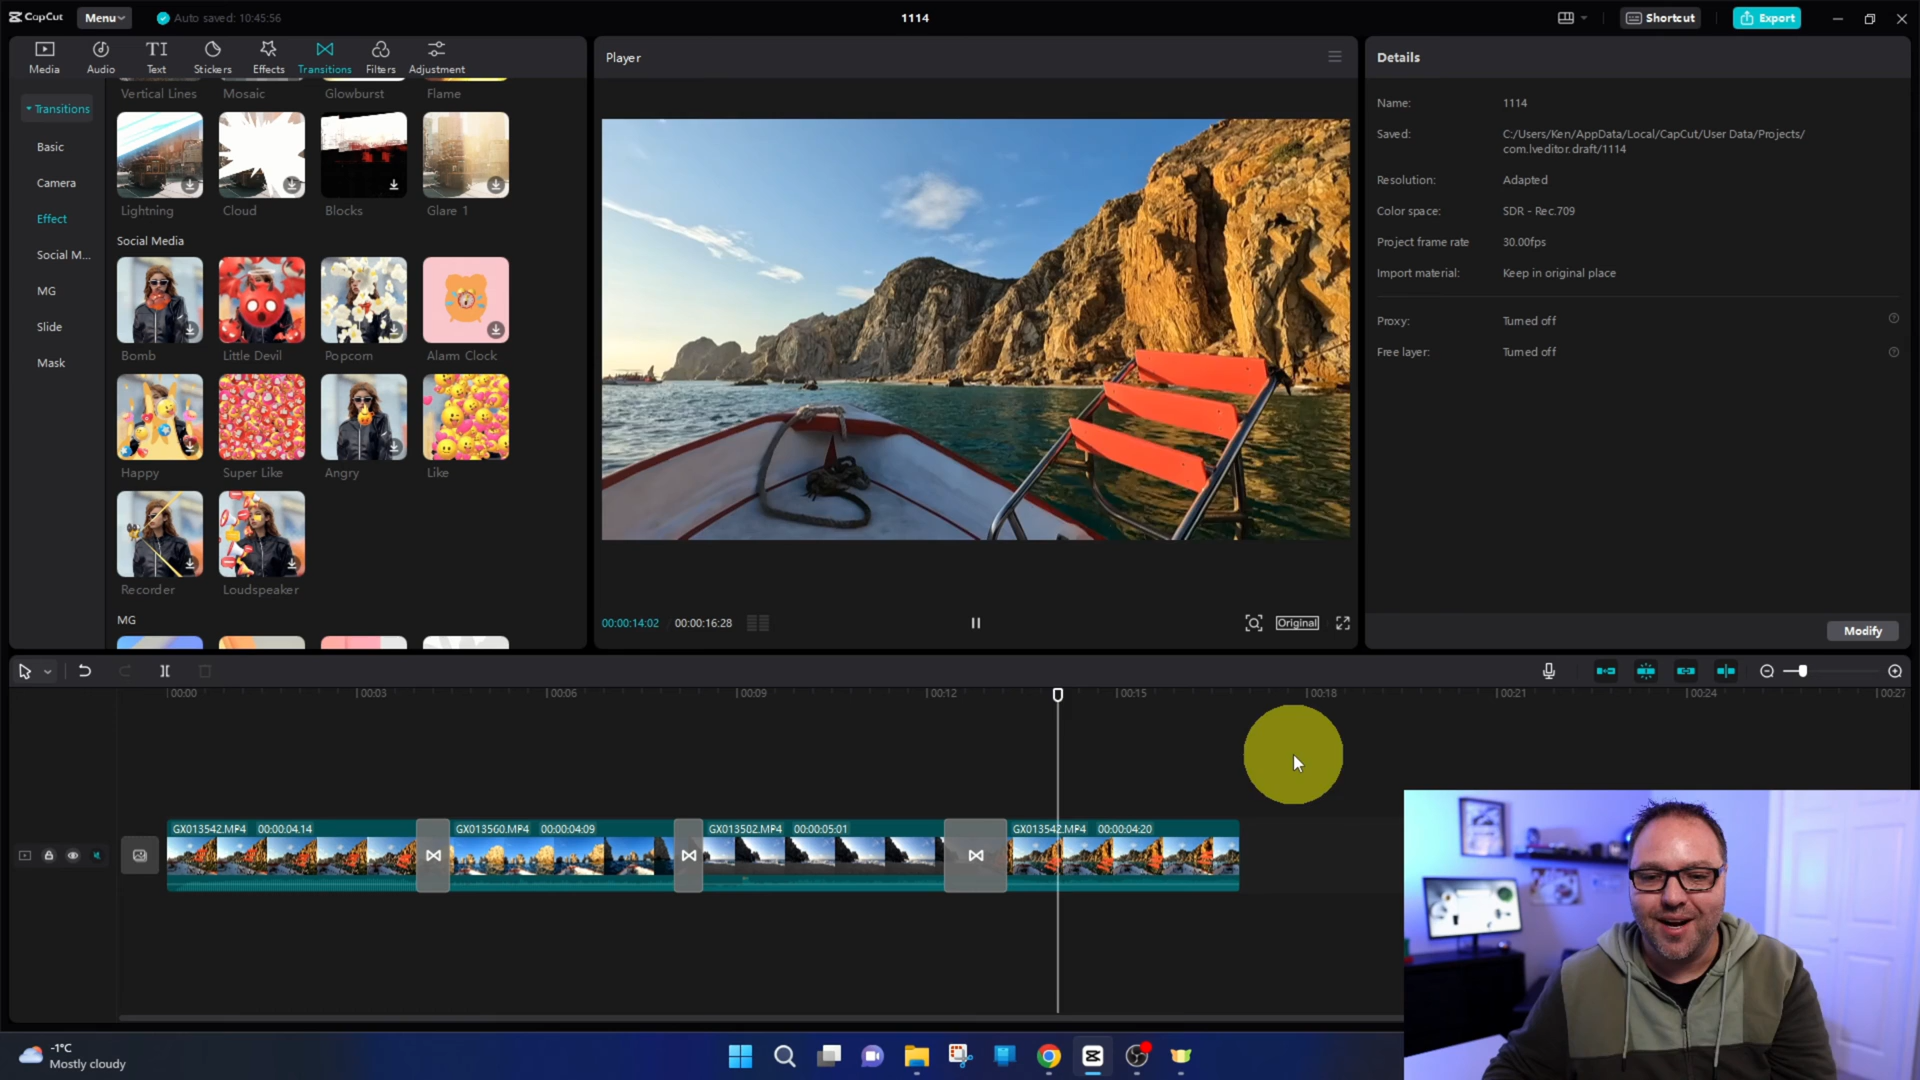 CapCut
Menu
Auto saved: 10:45:56
1114
Shortcut
Export
Media
Audio
Text
Stickers
Effects
Transitions
Filters
Adjustment
Transitions
Basic
Camera
Effect
Social M...
MG
Slide
Mask
Vertical Lines
Mosaic
Glowburst
Flame
Lightning
Cloud
Blocks
Glare 1
Social Media
Bomb
Little Devil
Popcorn
Alarm Clock
Happy
Super Like
Angry
Like
Recorder
Loudspeaker
MG
Player
00:00:14:02
00:00:16:28
Original
Details
Name: 1114
Saved: C:/Users/Ken/AppData/Local/CapCut/User Data/Projects/
com.lveditor.draft/1114
Resolution: Adapted
Color space: SDR - Rec.709
Project frame rate 30.00fps
Import material: Keep in original place
Proxy: Turned off
Free layer: Turned off
Modify
00:00
00:03
00:06
00:09
00:12
00:15
00:18
00:21
00:24
00:27
GX013542.MP4 00:00:04:14
GX013560.MP4 00:00:04:09
GX013502.MP4 00:00:05:01
GX013542.MP4 00:00:04:20
-1°C
Mostly cloudy